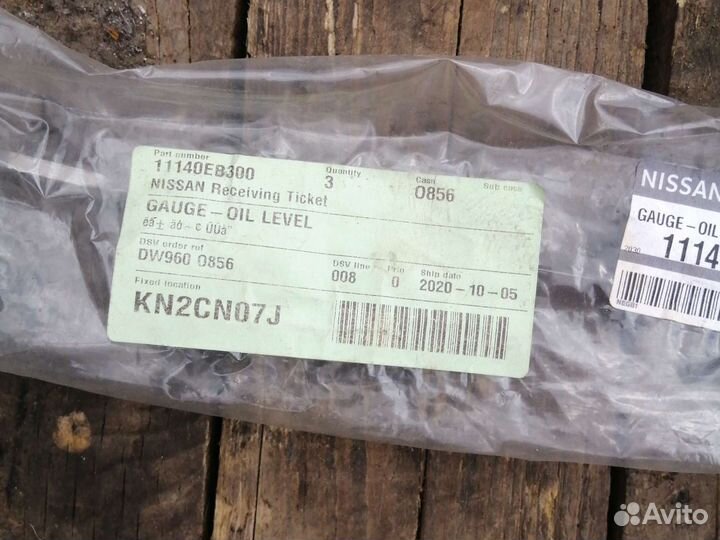 Part number Quantity Case Sub case
11140EB300 3 0856
NISSAN Receiving Ticket
GAUGE-OIL LEVEL
DSV order ref DSV line Prio Ship date
DW960 0856 008 0 2020-10-05
Fixed location
KN2CN07J
NISSAN
GAUGE-OIL
1114
Avito